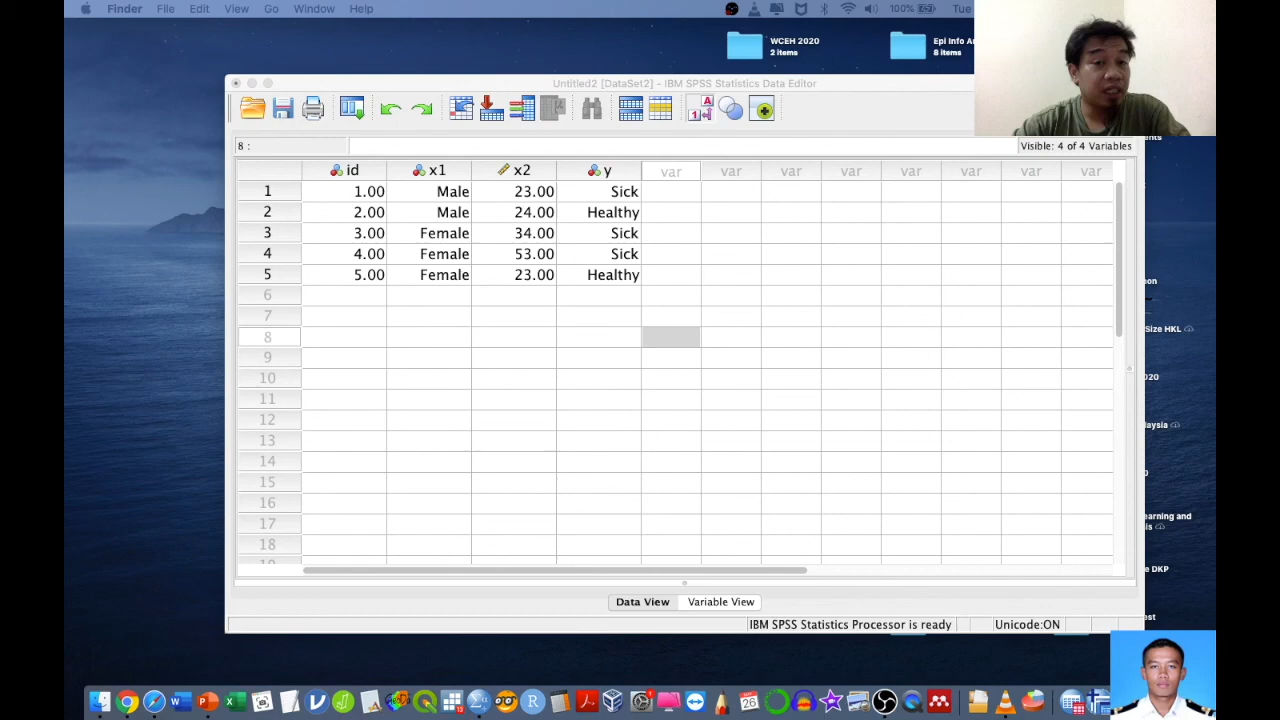 Finder File Edit View Go Window Help 100% Tue
WCEH 2020
2 items
Epi Info
8 items
Untitled2 [DataSet2] - IBM SPSS Statistics Data Editor
8 :
Visible: 4 of 4 Variables
id x1 x2 y var var var var var var var var
1 1.00 Male 23.00 Sick
2 2.00 Male 24.00 Healthy
3 3.00 Female 34.00 Sick
4 4.00 Female 53.00 Sick
5 5.00 Female 23.00 Healthy
6
7
8
9
10
11
12
13
14
15
16
17
18
Size HKL
earning and
e DKP
Data View Variable View
IBM SPSS Statistics Processor is ready Unicode:ON
26